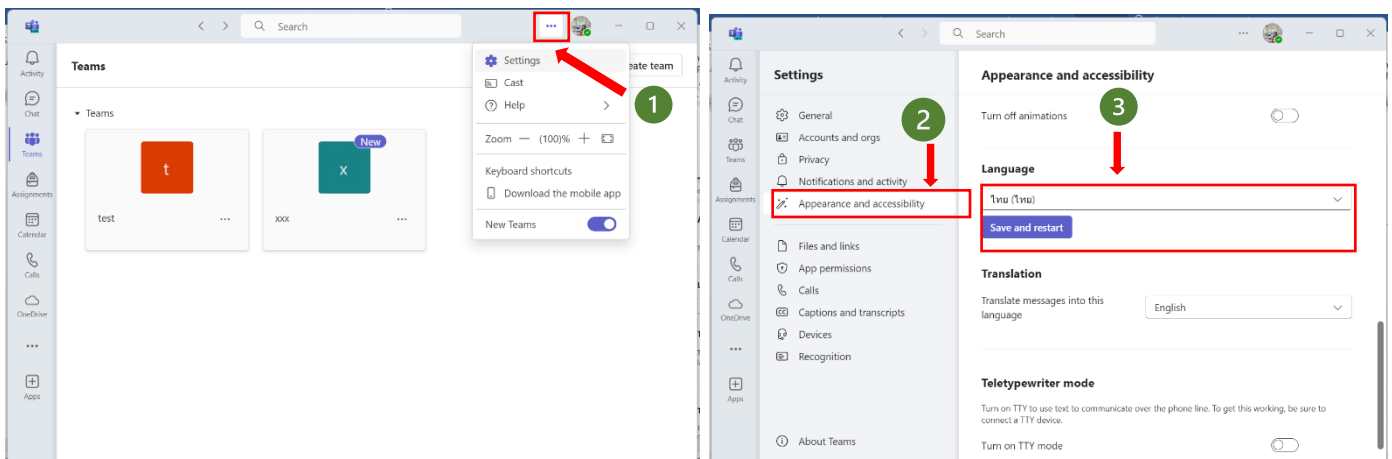 Search
Activity
Chat
Teams
Assignments
Calendar
Calls
OneDrive
Apps
Teams
eate team
Teams
t
test
New
x
xxx
Settings
Cast
Help
Zoom
(100)%
Keyboard shortcuts
Download the mobile app
New Teams
1
Search
Activity
Chat
Teams
Assignments
Calendar
Calls
OneDrive
Apps
Settings
General
Accounts and orgs
Privacy
Notifications and activity
Appearance and accessibility
Files and links
App permissions
Calls
Captions and transcripts
Devices
Recognition
About Teams
2
Appearance and accessibility
Turn off animations
3
Language
ไทย (ไทย)
Save and restart
Translation
Translate messages into this
language
English
Teletypewriter mode
Turn on TTY to use text to communicate over the phone line. To get this working, be sure to
connect a TTY device.
Turn on TTY mode